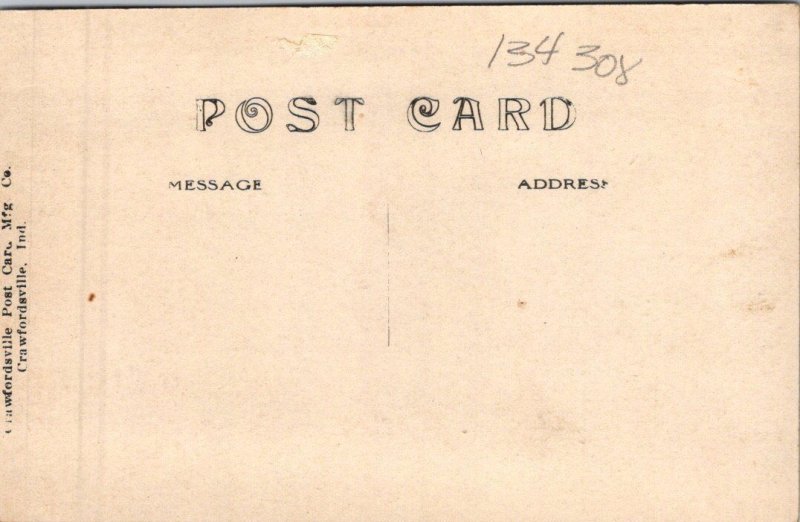 134 308
POST CARD
MESSAGE
ADDRESS
Crawfordsville Post Card Mfg Co.
Crawfordsville, Ind.